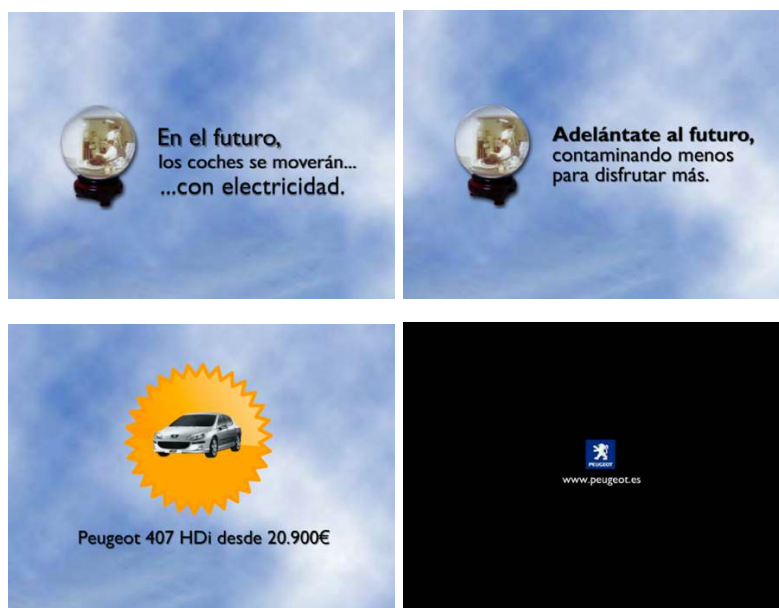 En el futuro,
los coches se moverán...
...con electricidad.
Adelántate al futuro,
contaminando menos
para disfrutar más.
Peugeot 407 HDi desde 20.900€
PEUGEOT
www.peugeot.es